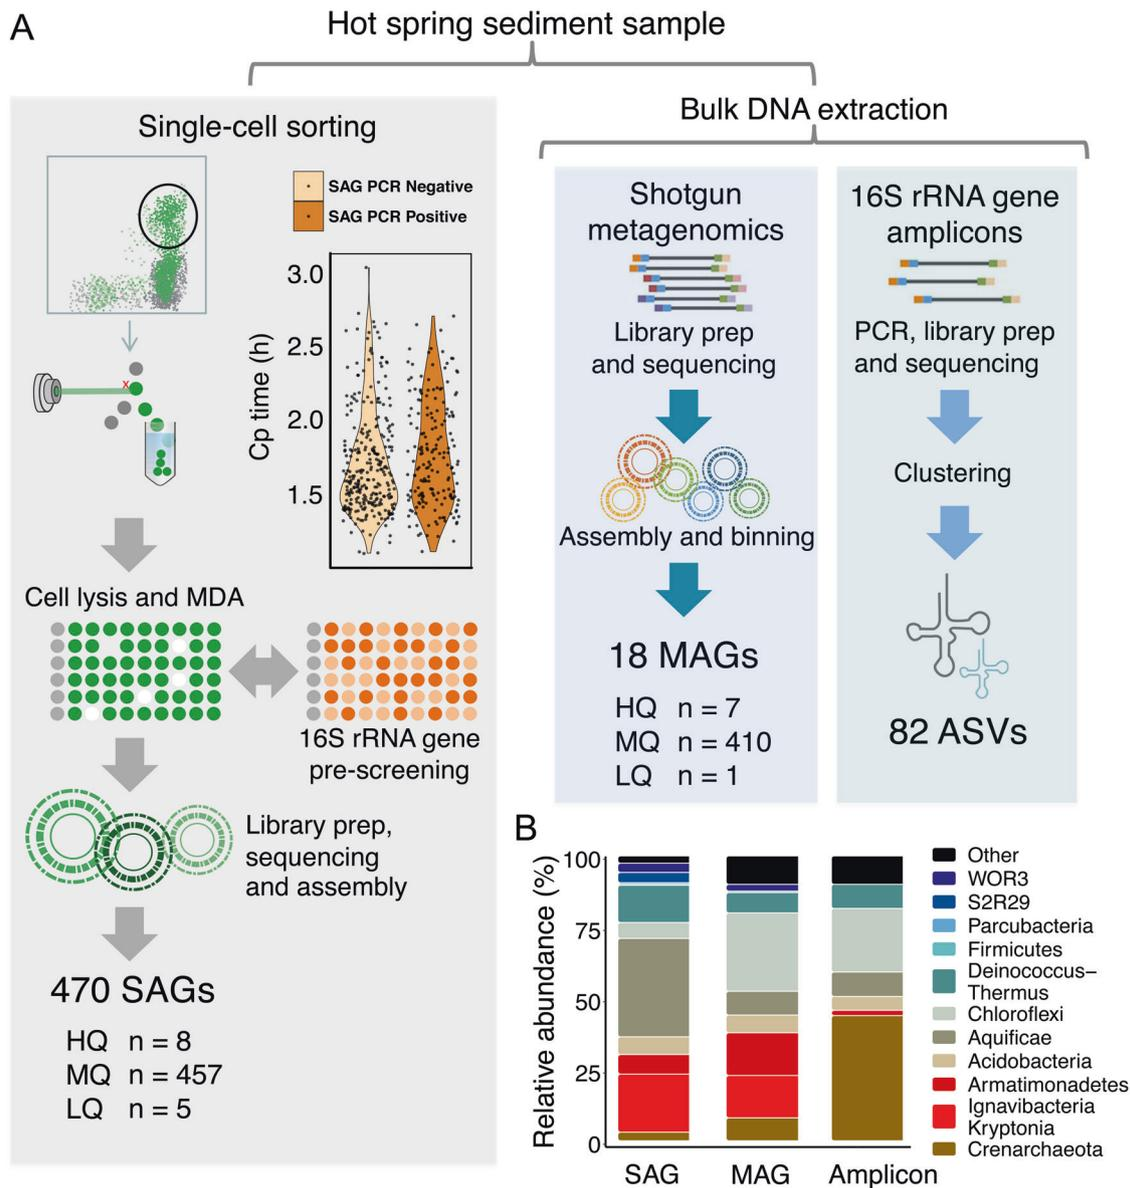 A
Hot spring sediment sample
Single-cell sorting
SAG PCR Negative
SAG PCR Positive
Cp time (h)
3.0
2.5
2.0
1.5
x
Cell lysis and MDA
16S rRNA gene
pre-screening
Library prep,
sequencing
and assembly
470 SAGs
HQ n = 8
MQ n = 457
LQ n = 5
Bulk DNA extraction
Shotgun
metagenomics
Library prep
and sequencing
Assembly and binning
18 MAGs
HQ n = 7
MQ n = 410
LQ n = 1
16S rRNA gene
amplicons
PCR, library prep
and sequencing
Clustering
82 ASVs
B
Relative abundance (%)
100
75
50
25
0
SAG
MAG
Amplicon
Other
WOR3
S2R29
Parcubacteria
Firmicutes
Deinococcus–
Thermus
Chloroflexi
Aquificae
Acidobacteria
Armatimonadetes
Ignavibacteria
Kryptonia
Crenarchaeota